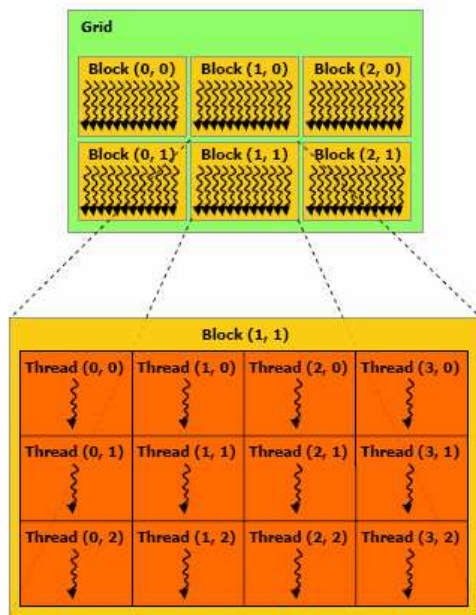 Grid
Block (0, 0) Block (1, 0) Block (2, 0)
Block (0, 1) Block (1, 1) Block (2, 1)
Block (1, 1)
Thread (0, 0) Thread (1, 0) Thread (2, 0) Thread (3, 0)
Thread (0, 1) Thread (1, 1) Thread (2, 1) Thread (3, 1)
Thread (0, 2) Thread (1, 2) Thread (2, 2) Thread (3, 2)